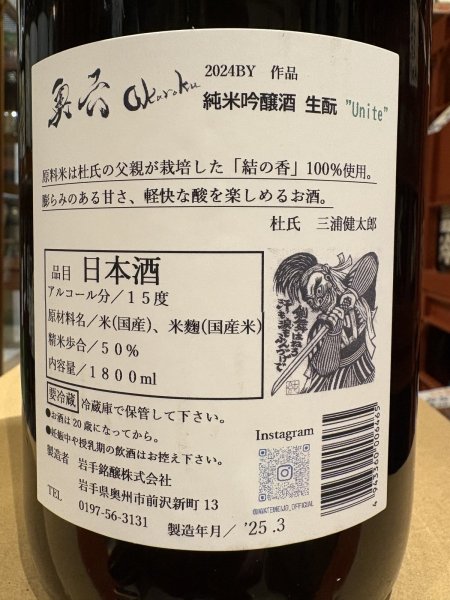 奥六 Okuroku
2024BY 作品
純米吟醸酒 生酛 "Unite"
原料米は杜氏の父親が栽培した「結の香」100%使用。
膨らみのある甘さ、軽快な酸を楽しめるお酒。
杜氏 三浦健太郎
品目 日本酒
アルコール分/15度
原材料名/米(国産)、米麹(国産米)
精米歩合/50%
内容量/1800ml
要冷蔵 冷蔵庫で保管して下さい。
●お酒は20歳になってから。
●妊娠中や授乳期の飲酒はお控え下さい。
製造者 岩手銘醸株式会社
岩手県奥州市前沢新町13
TEL 0197-56-3131
製造年月/ '25.3
Instagram
@IWATEMEIJO_OFFICIAL